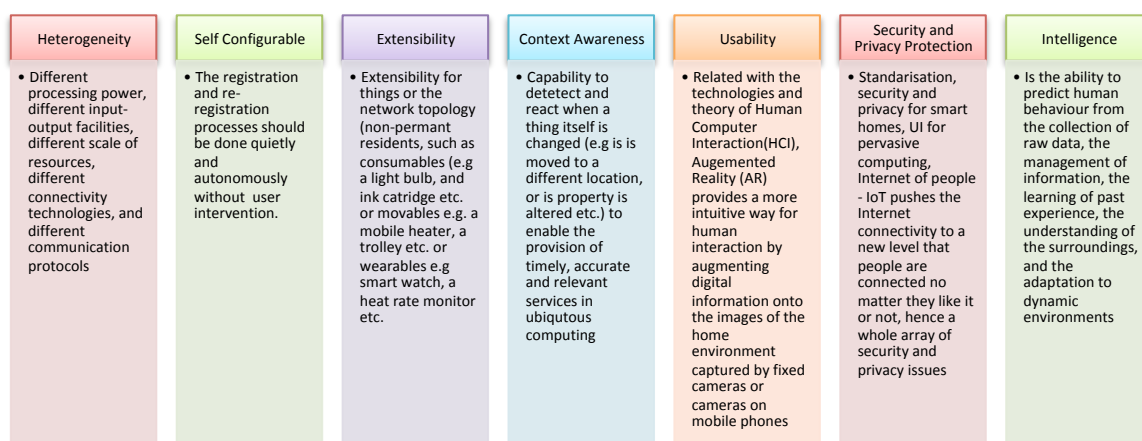 Heterogeneity
• Different
processing power,
different input-
output facilities,
different scale of
resources,
different
connectivity
technologies, and
different
communication
protocols
Self Configurable
• The registration
and re-
registration
processes should
be done quietly
and
autonomously
without user
intervention.
Extensibility
• Extensibility for
things or the
network topology
(non-permant
residents, such as
consumables (e.g
a light bulb, and
ink catridge etc.
or movables e.g. a
mobile heater, a
trolley etc. or
wearables e.g
smart watch, a
heat rate monitor
etc.
Context Awareness
• Capability to
detetect and
react when a
thing itself is
changed (e.g is is
moved to a
different location,
or is property is
altered etc.) to
enable the
provision of
timely, accurate
and relevant
services in
ubiqutous
computing
Usability
• Related with the
technologies and
theory of Human
Computer
Interaction(HCI),
Augemented
Reality (AR)
provides a more
intuitive way for
human
interaction by
augmenting
digital
information onto
the images of the
home
environment
captured by fixed
cameras or
cameras on
mobile phones
Security and
Privacy Protection
• Standarisation,
security and
privacy for smart
homes, UI for
pervasive
computing,
Internet of people
- IoT pushes the
Internet
connectivity to a
new level that
people are
connected no
matter they like it
or not, hence a
whole array of
security and
privacy issues
Intelligence
• Is the ability to
predict human
behaviour from
the collection of
raw data, the
management of
information, the
learning of past
experience, the
understanding of
the surroundings,
and the
adaptation to
dynamic
environments